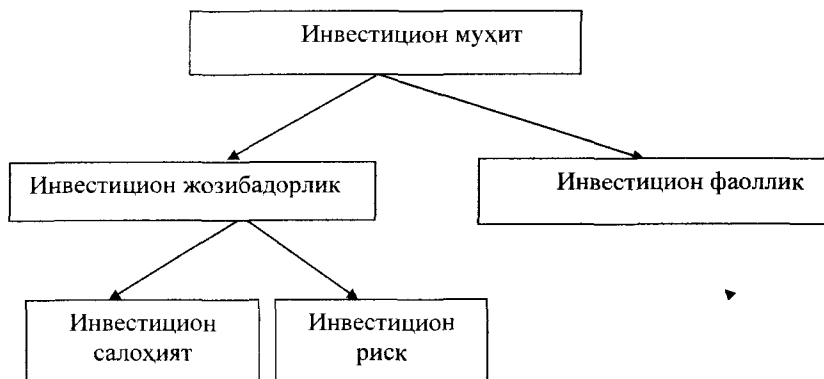 Инвестицион муҳит
Инвестицион жозибадорлик
Инвестицион фаоллик
Инвестицион
салоҳият
Инвестицион
риск